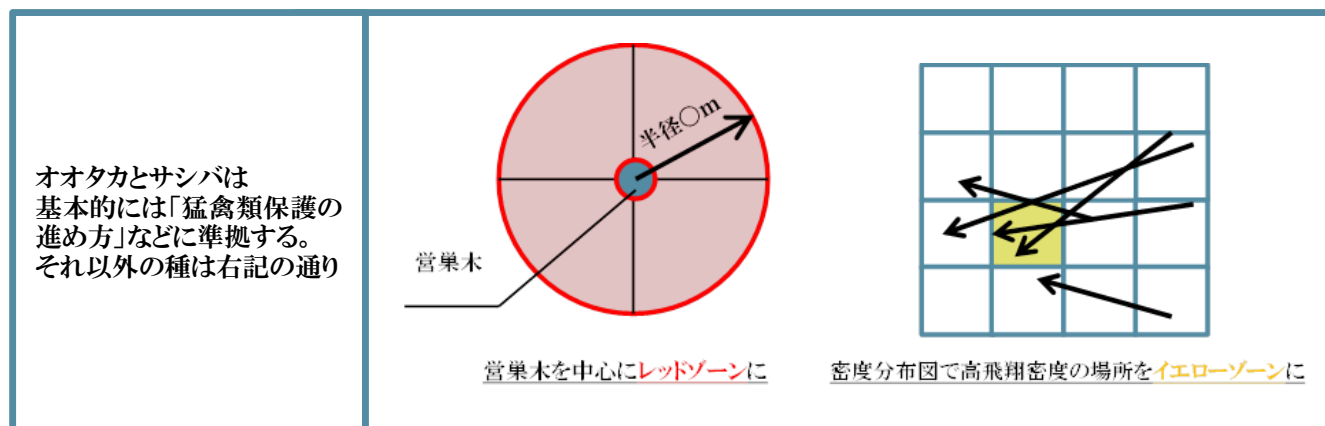 オオタカとサシバは
基本的には「猛禽類保護の
進め方」などに準拠する。
それ以外の種は右記の通り
半径○m
営巣木
営巣木を中心にレッドゾーンに
密度分布図で高飛翔密度の場所をイエローゾーンに